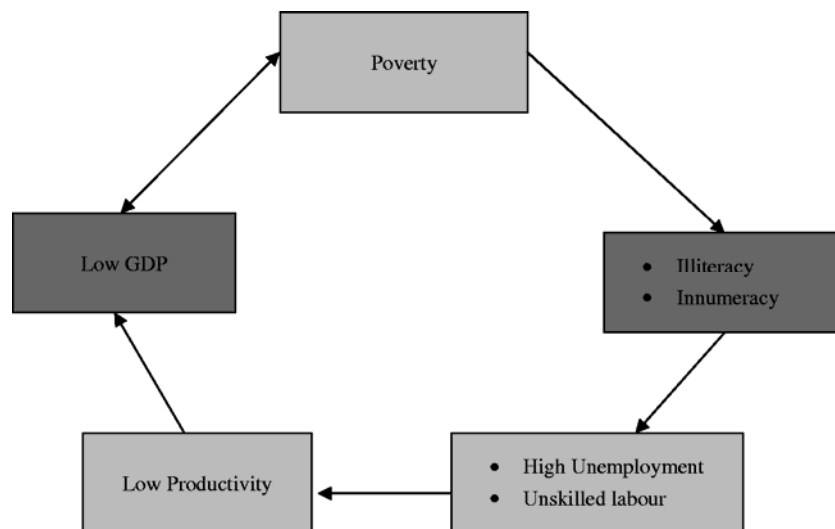 Poverty
Low GDP
• Illiteracy
• Innumeracy
Low Productivity
• High Unemployment
• Unskilled labour